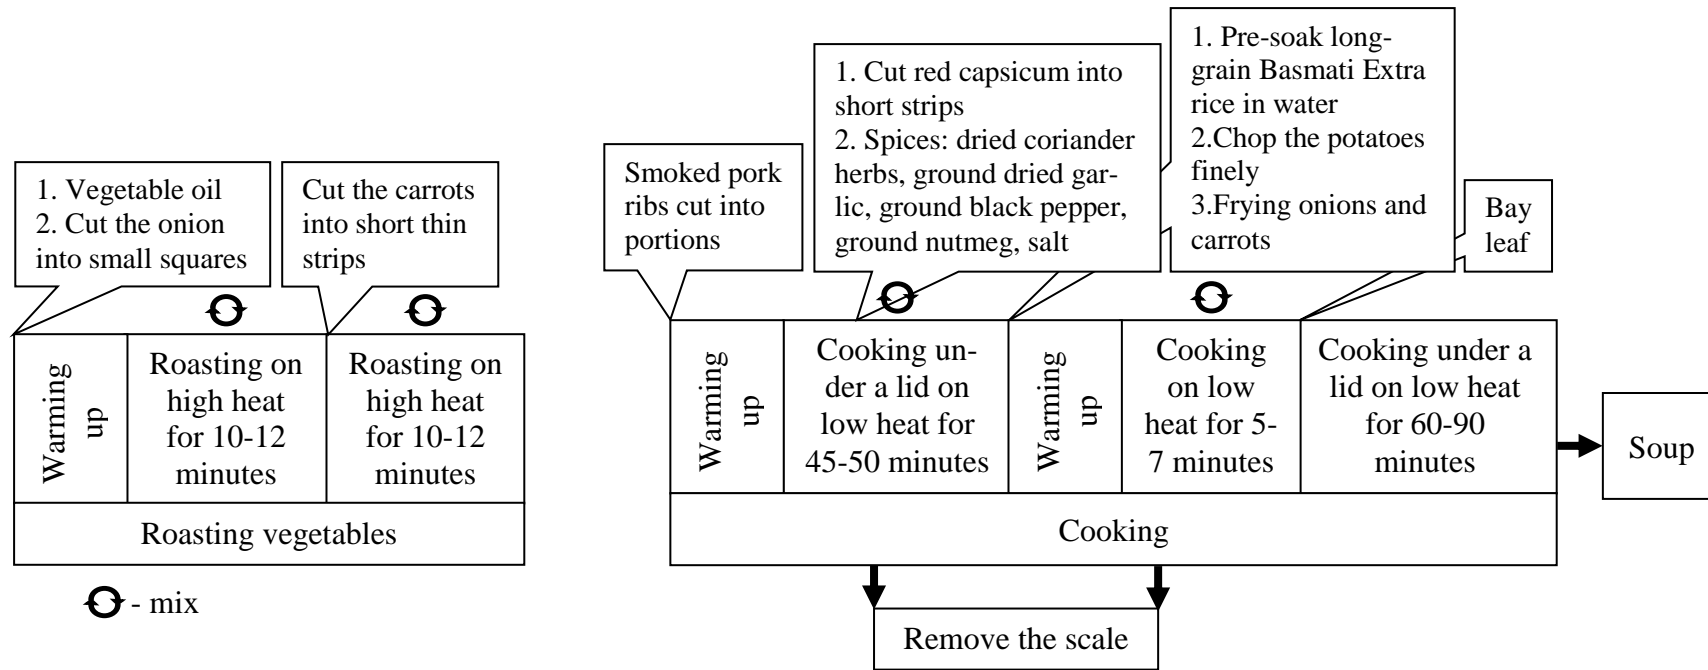 1. Vegetable oil
2. Cut the onion
into small squares
Cut the carrots
into short thin
strips
Warming
up
Roasting on
high heat
for 10-12
minutes
Roasting on
high heat
for 10-12
minutes
Roasting vegetables
- mix
Smoked pork
ribs cut into
portions
1. Cut red capsicum into
short strips
2. Spices: dried coriander
herbs, ground dried gar-
lic, ground black pepper,
ground nutmeg, salt
1. Pre-soak long-
grain Basmati Extra
rice in water
2.Chop the potatoes
finely
3.Frying onions and
carrots
Bay
leaf
Warming
up
Cooking un-
der a lid on
low heat for
45-50 minutes
Warming
up
Cooking
on low
heat for 5-
7 minutes
Cooking under a
lid on low heat
for 60-90
minutes
Cooking
Soup
Remove the scale